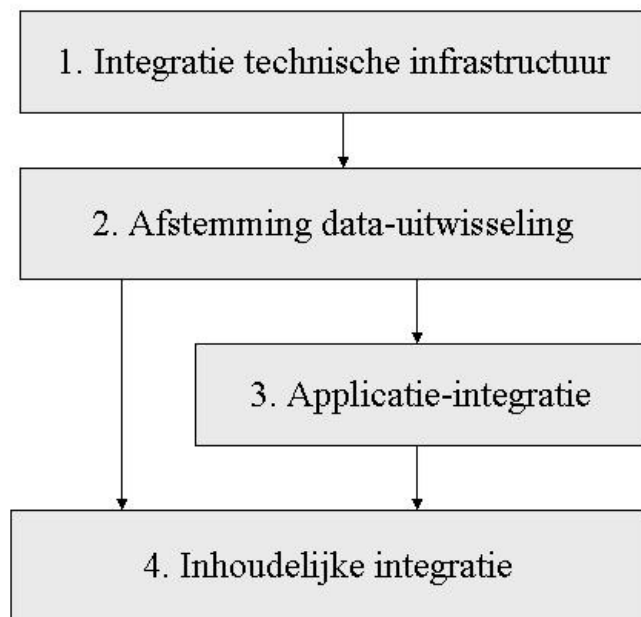 1. Integratie technische infrastructuur
2. Afstemming data-uitwisseling
3. Applicatie-integratie
4. Inhoudelijke integratie